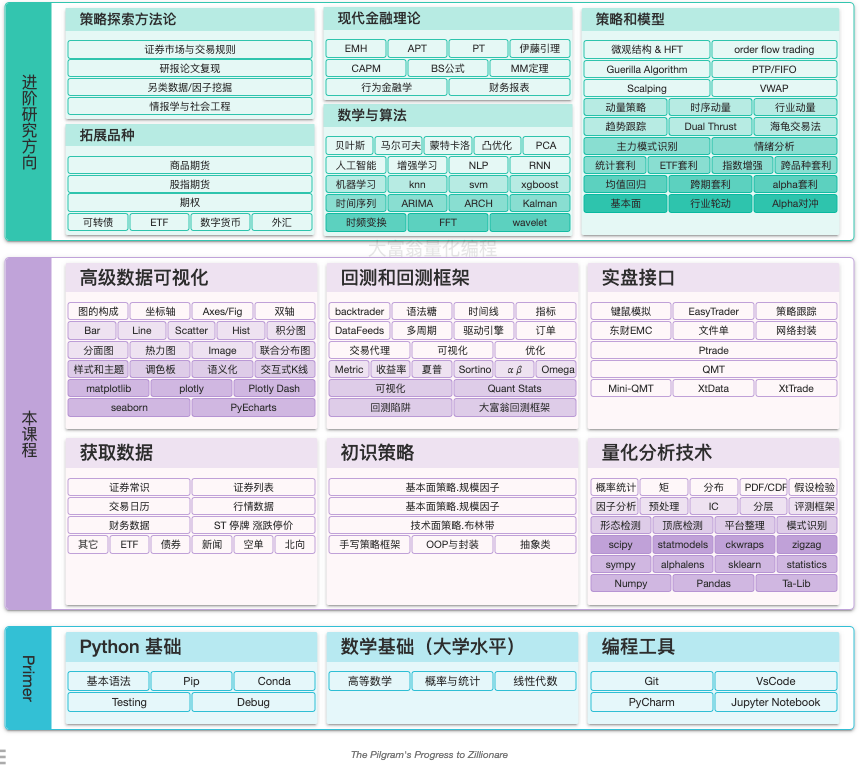 进阶研究方向
策略探索方法论
证券市场与交易规则
研报论文复现
另类数据/因子挖掘
情报学与社会工程
拓展品种
商品期货
股指期货
期权
可转债 ETF 数字货币 外汇
现代金融理论
EMH APT PT 伊藤引理
CAPM BS公式 MM定理
行为金融学 财务报表
数学与算法
贝叶斯 马尔可夫 蒙特卡洛 凸优化 PCA
人工智能 增强学习 NLP RNN
机器学习 knn svm xgboost
时间序列 ARIMA ARCH Kalman
时频变换 FFT wavelet
策略和模型
微观结构 & HFT order flow trading
Guerilla Algorithm PTP/FIFO
Scalping VWAP
动量策略 时序动量 行业动量
趋势跟踪 Dual Thrust 海龟交易法
主力模式识别 情绪分析
统计套利 ETF套利 指数增强 跨品种套利
均值回归 跨期套利 alpha套利
基本面 行业轮动 Alpha对冲
大富翁量化编程
本课程
高级数据可视化
图的构成 坐标轴 Axes/Fig 双轴
Bar Line Scatter Hist 积分图
分面图 热力图 Image 联合分布图
样式和主题 调色板 语义化 交互式K线
matplotlib plotly Plotly Dash
seaborn PyEcharts
回测和回测框架
backtrader 语法糖 时间线 指标
DataFeeds 多周期 驱动引擎 订单
交易代理 可视化 优化
Metric 收益率 夏普 Sortino α β Omega
可视化 Quant Stats
回测陷阱 大富翁回测框架
实盘接口
键鼠模拟 EasyTrader 策略跟踪
东财EMC 文件单 网络封装
Ptrade
QMT
Mini-QMT XtData XtTrade
获取数据
证券常识 证券列表
交易日历 行情数据
财务数据 ST 停牌 涨跌停价
其它 ETF 债券 新闻 空单 北向
初识策略
基本面策略.规模因子
基本面策略.规模因子
技术面策略.布林带
手写策略框架 OOP与封装 抽象类
量化分析技术
概率统计 矩 分布 PDF/CDF 假设检验
因子分析 预处理 IC 分层 评测框架
形态检测 顶底检测 平台整理 模式识别
scipy statmodels ckwraps zigzag
sympy alphalens sklearn statistics
Numpy Pandas Ta-Lib
Primer
Python 基础
基本语法 Pip Conda
Testing Debug
数学基础（大学水平）
高等数学 概率与统计 线性代数
编程工具
Git VsCode
PyCharm Jupyter Notebook
The Pilgram's Progress to Zillionare